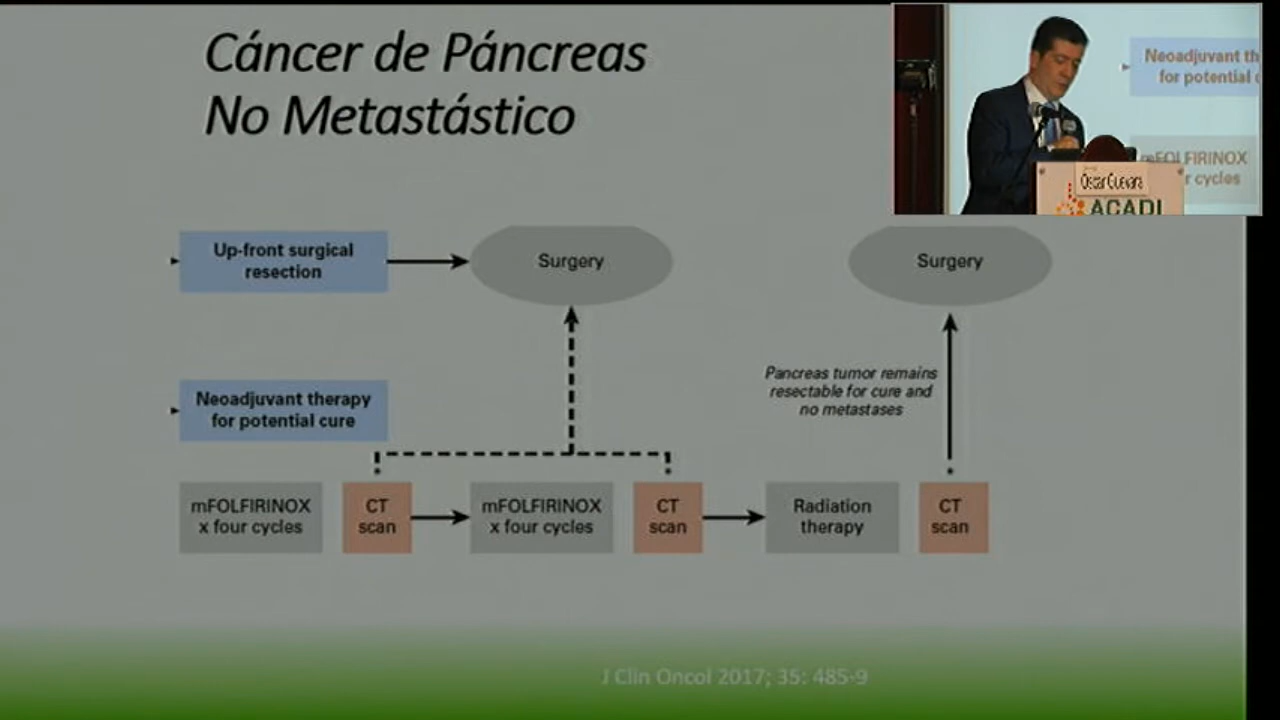 Cáncer de Páncreas
No Metastástico
Neoadjuvant th
for potential
mFOLFIRINOX
r cycles
Oscar Guevara
ACADI
Up-front surgical
resection
Surgery
Surgery
Pancreas tumor remains
resectable for cure and
no metastases
Neoadjuvant therapy
for potential cure
mFOLFIRINOX
x four cycles
CT
scan
mFOLFIRINOX
x four cycles
CT
scan
Radiation
therapy
CT
scan
J Clin Oncol 2017; 35: 485-9